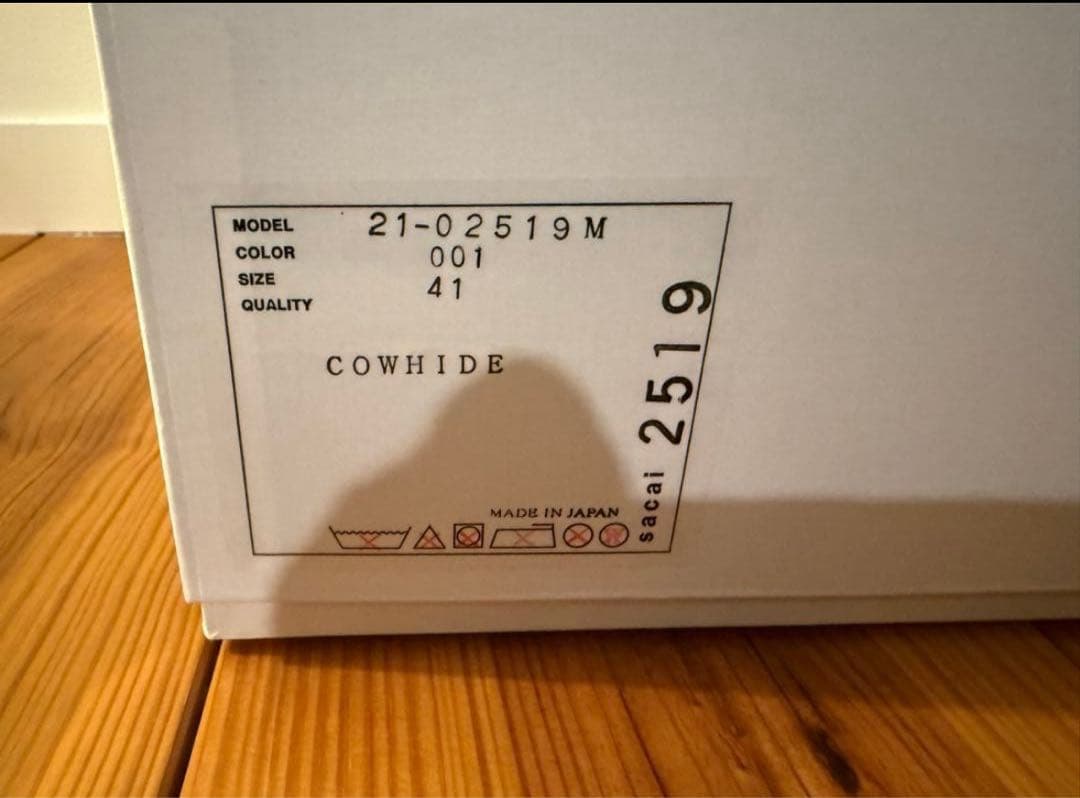 MODEL 21-02519M
COLOR 001
SIZE 41
QUALITY
COWHIDE
MADE IN JAPAN
sacai 2519